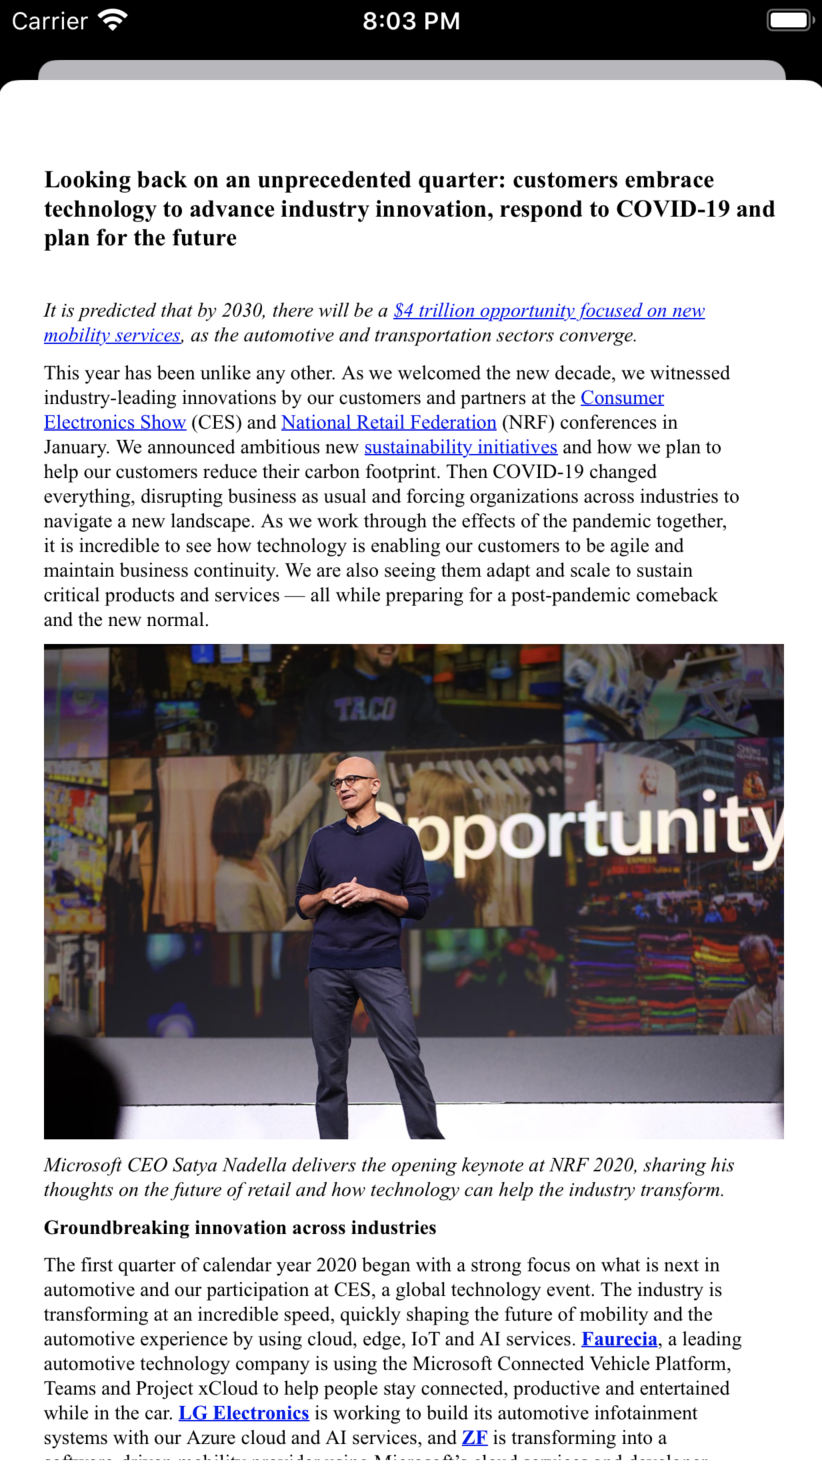 Carrier
8:03 PM
Looking back on an unprecedented quarter: customers embrace
technology to advance industry innovation, respond to COVID-19 and
plan for the future
It is predicted that by 2030, there will be a $4 trillion opportunity focused on new
mobility services, as the automotive and transportation sectors converge.
This year has been unlike any other. As we welcomed the new decade, we witnessed
industry-leading innovations by our customers and partners at the Consumer
Electronics Show (CES) and National Retail Federation (NRF) conferences in
January. We announced ambitious new sustainability initiatives and how we plan to
help our customers reduce their carbon footprint. Then COVID-19 changed
everything, disrupting business as usual and forcing organizations across industries to
navigate a new landscape. As we work through the effects of the pandemic together,
it is incredible to see how technology is enabling our customers to be agile and
maintain business continuity. We are also seeing them adapt and scale to sustain
critical products and services — all while preparing for a post-pandemic comeback
and the new normal.
TACO
Opportunity
EXPRESS
Microsoft CEO Satya Nadella delivers the opening keynote at NRF 2020, sharing his
thoughts on the future of retail and how technology can help the industry transform.
Groundbreaking innovation across industries
The first quarter of calendar year 2020 began with a strong focus on what is next in
automotive and our participation at CES, a global technology event. The industry is
transforming at an incredible speed, quickly shaping the future of mobility and the
automotive experience by using cloud, edge, IoT and AI services. Faurecia, a leading
automotive technology company is using the Microsoft Connected Vehicle Platform,
Teams and Project xCloud to help people stay connected, productive and entertained
while in the car. LG Electronics is working to build its automotive infotainment
systems with our Azure cloud and AI services, and ZF is transforming into a
software-driven mobility provider using Microsoft's cloud services and developer